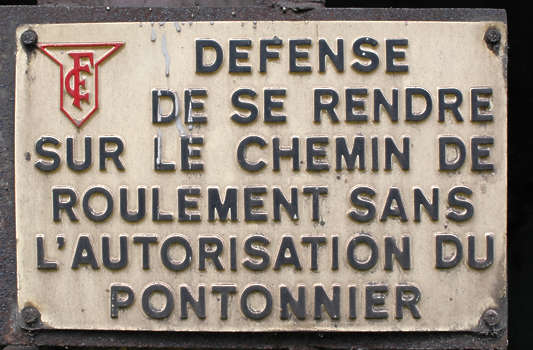 DEFENSE
DE SE RENDRE
SUR LE CHEMIN DE
ROULEMENT SANS
L'AUTORISATION DU
PONTONNIER